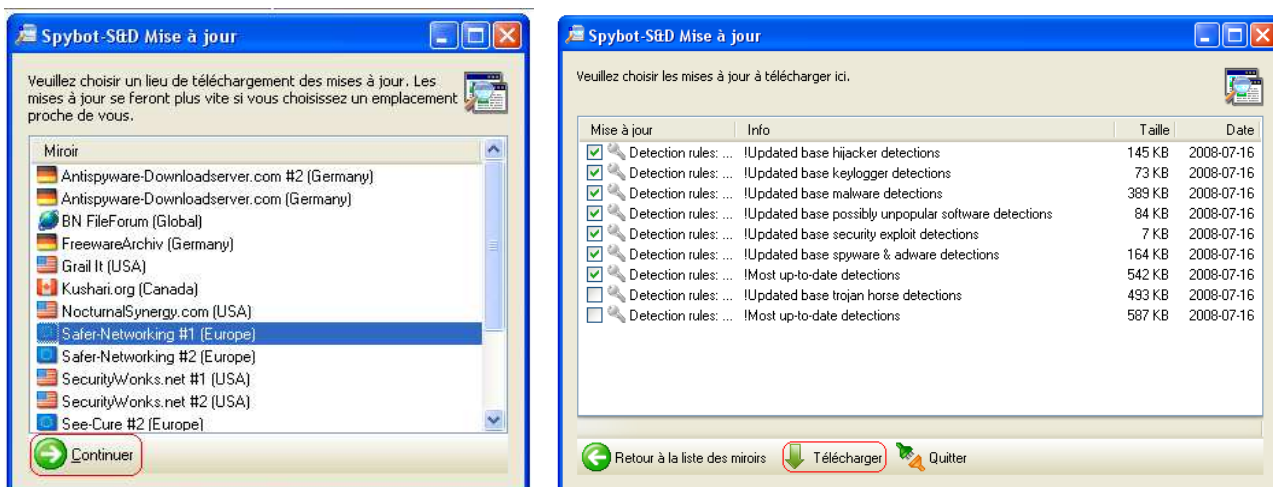 Spybot-S&D Mise à jour
Veuillez choisir un lieu de téléchargement des mises à jour. Les
mises à jour se feront plus vite si vous choisissez un emplacement
proche de vous.
Miroir
Antispyware-Downloadserver.com #2 (Germany)
Antispyware-Downloadserver.com (Germany)
BN FileForum (Global)
FreewareArchiv (Germany)
Grail It (USA)
Kushari.org (Canada)
NocturnalSynergy.com (USA)
Safer-Networking #1 (Europe)
Safer-Networking #2 (Europe)
SecurityWonks.net #1 (USA)
SecurityWonks.net #2 (USA)
See-Cure #2 (Europe)
Continuer
Spybot-S&D Mise à jour
Veuillez choisir les mises à jour à télécharger ici.
Mise à jour Info Taille Date
Detection rules: ... !Updated base hijacker detections 145 KB 2008-07-16
Detection rules: ... !Updated base keylogger detections 73 KB 2008-07-16
Detection rules: ... !Updated base malware detections 389 KB 2008-07-16
Detection rules: ... !Updated base possibly unpopular software detections 84 KB 2008-07-16
Detection rules: ... !Updated base security exploit detections 7 KB 2008-07-16
Detection rules: ... !Updated base spyware & adware detections 164 KB 2008-07-16
Detection rules: ... !Most up-to-date detections 542 KB 2008-07-16
Detection rules: ... !Updated base trojan horse detections 493 KB 2008-07-16
Detection rules: ... !Most up-to-date detections 587 KB 2008-07-16
Retour à la liste des miroirs Télécharger Quitter